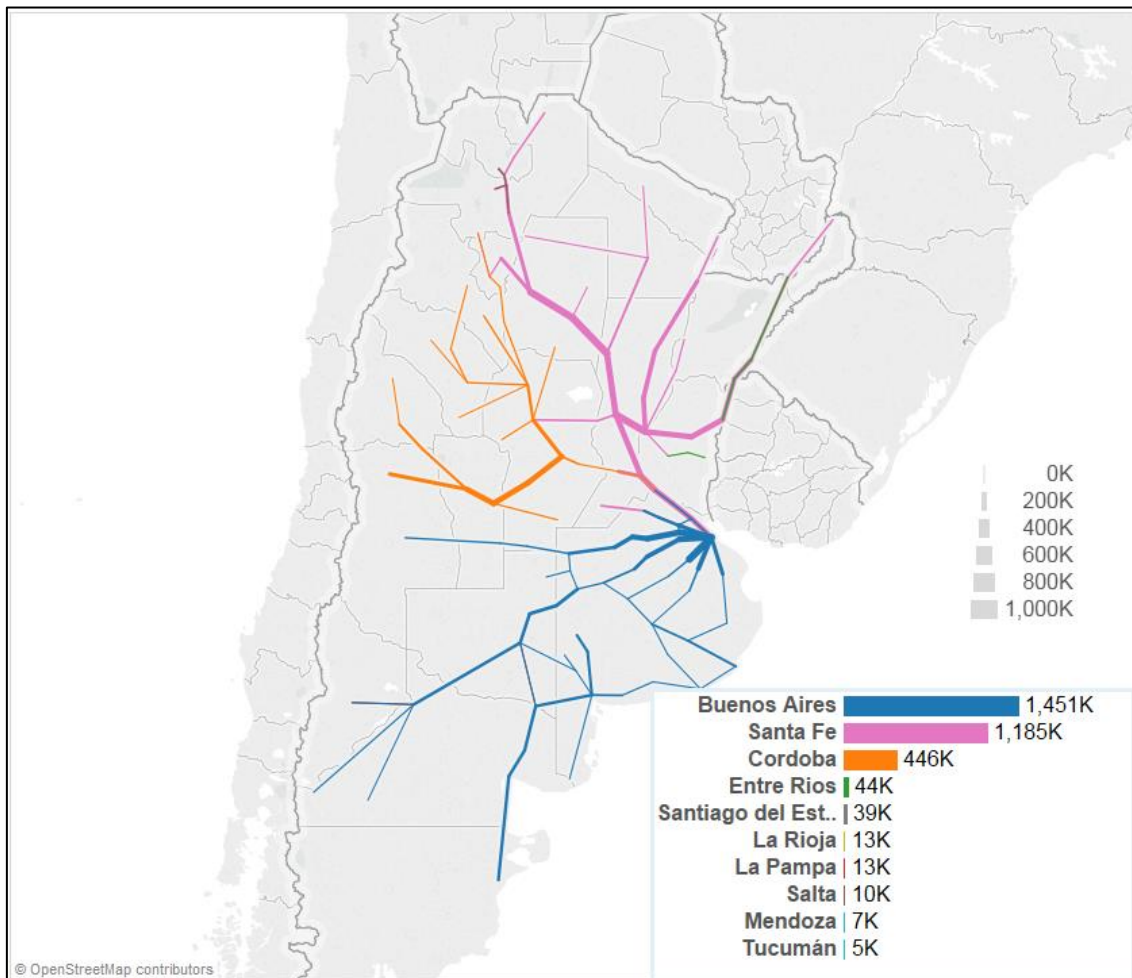 0K
200K
400K
600K
800K
1,000K
Buenos Aires 1,451K
Santa Fe 1,185K
Cordoba 446K
Entre Rios 44K
Santiago del Est.. 39K
La Rioja 13K
La Pampa 13K
Salta 10K
Mendoza 7K
Tucumán 5K
© OpenStreetMap contributors